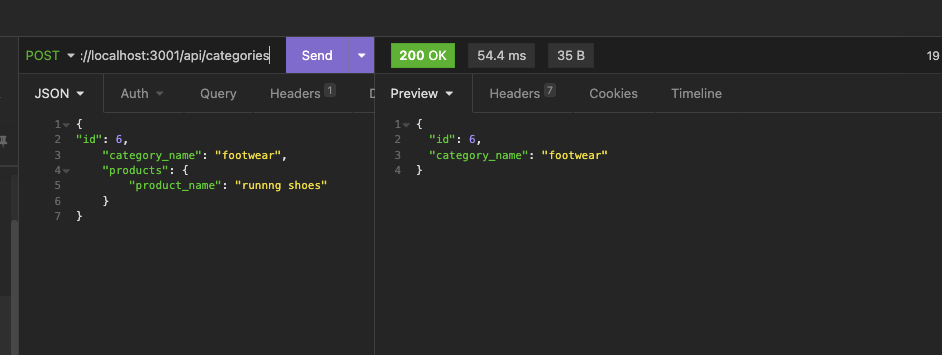 POST ://localhost:3001/api/categories Send 200 OK 54.4 ms 35 B 19
JSON Auth Query Headers 1 Preview Headers 7 Cookies Timeline
1 {
2 "id": 6,
3 "category_name": "footwear",
4 "products": {
5 "product_name": "runnng shoes"
6 }
7 }
1 {
2 "id": 6,
3 "category_name": "footwear"
4 }